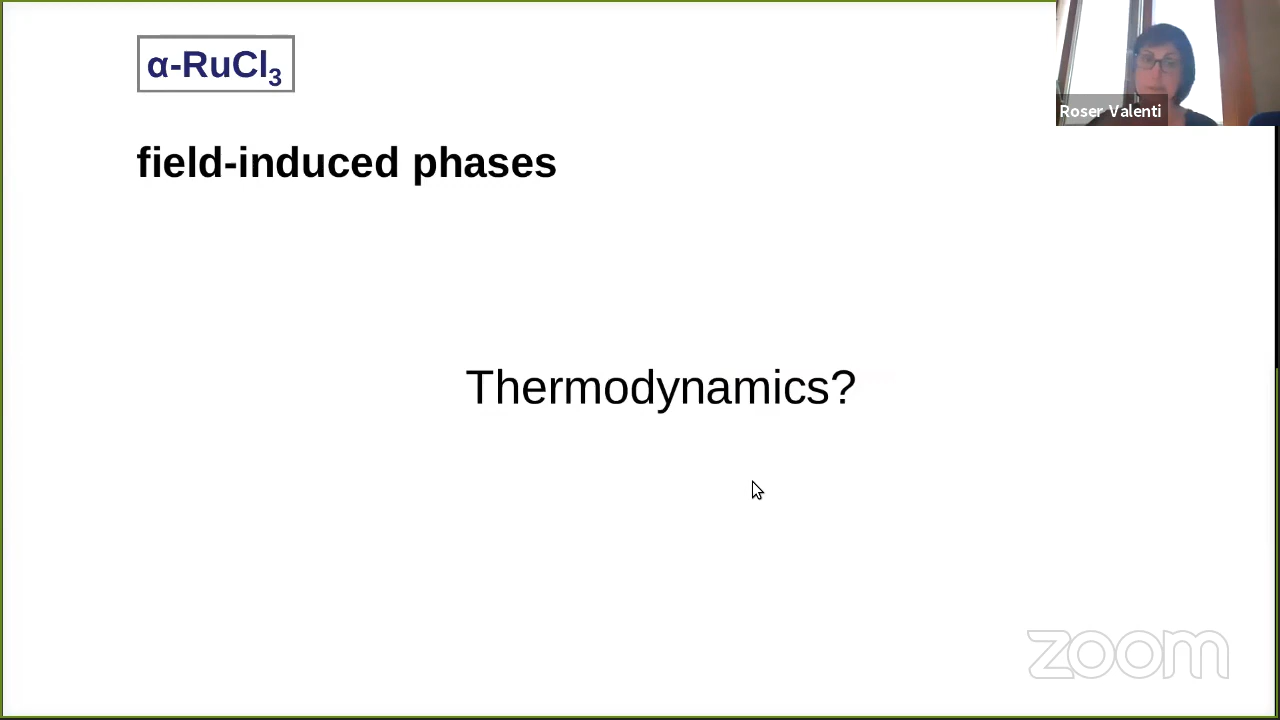 α-RuCl₃
Roser Valenti
field-induced phases
Thermodynamics?
zoom